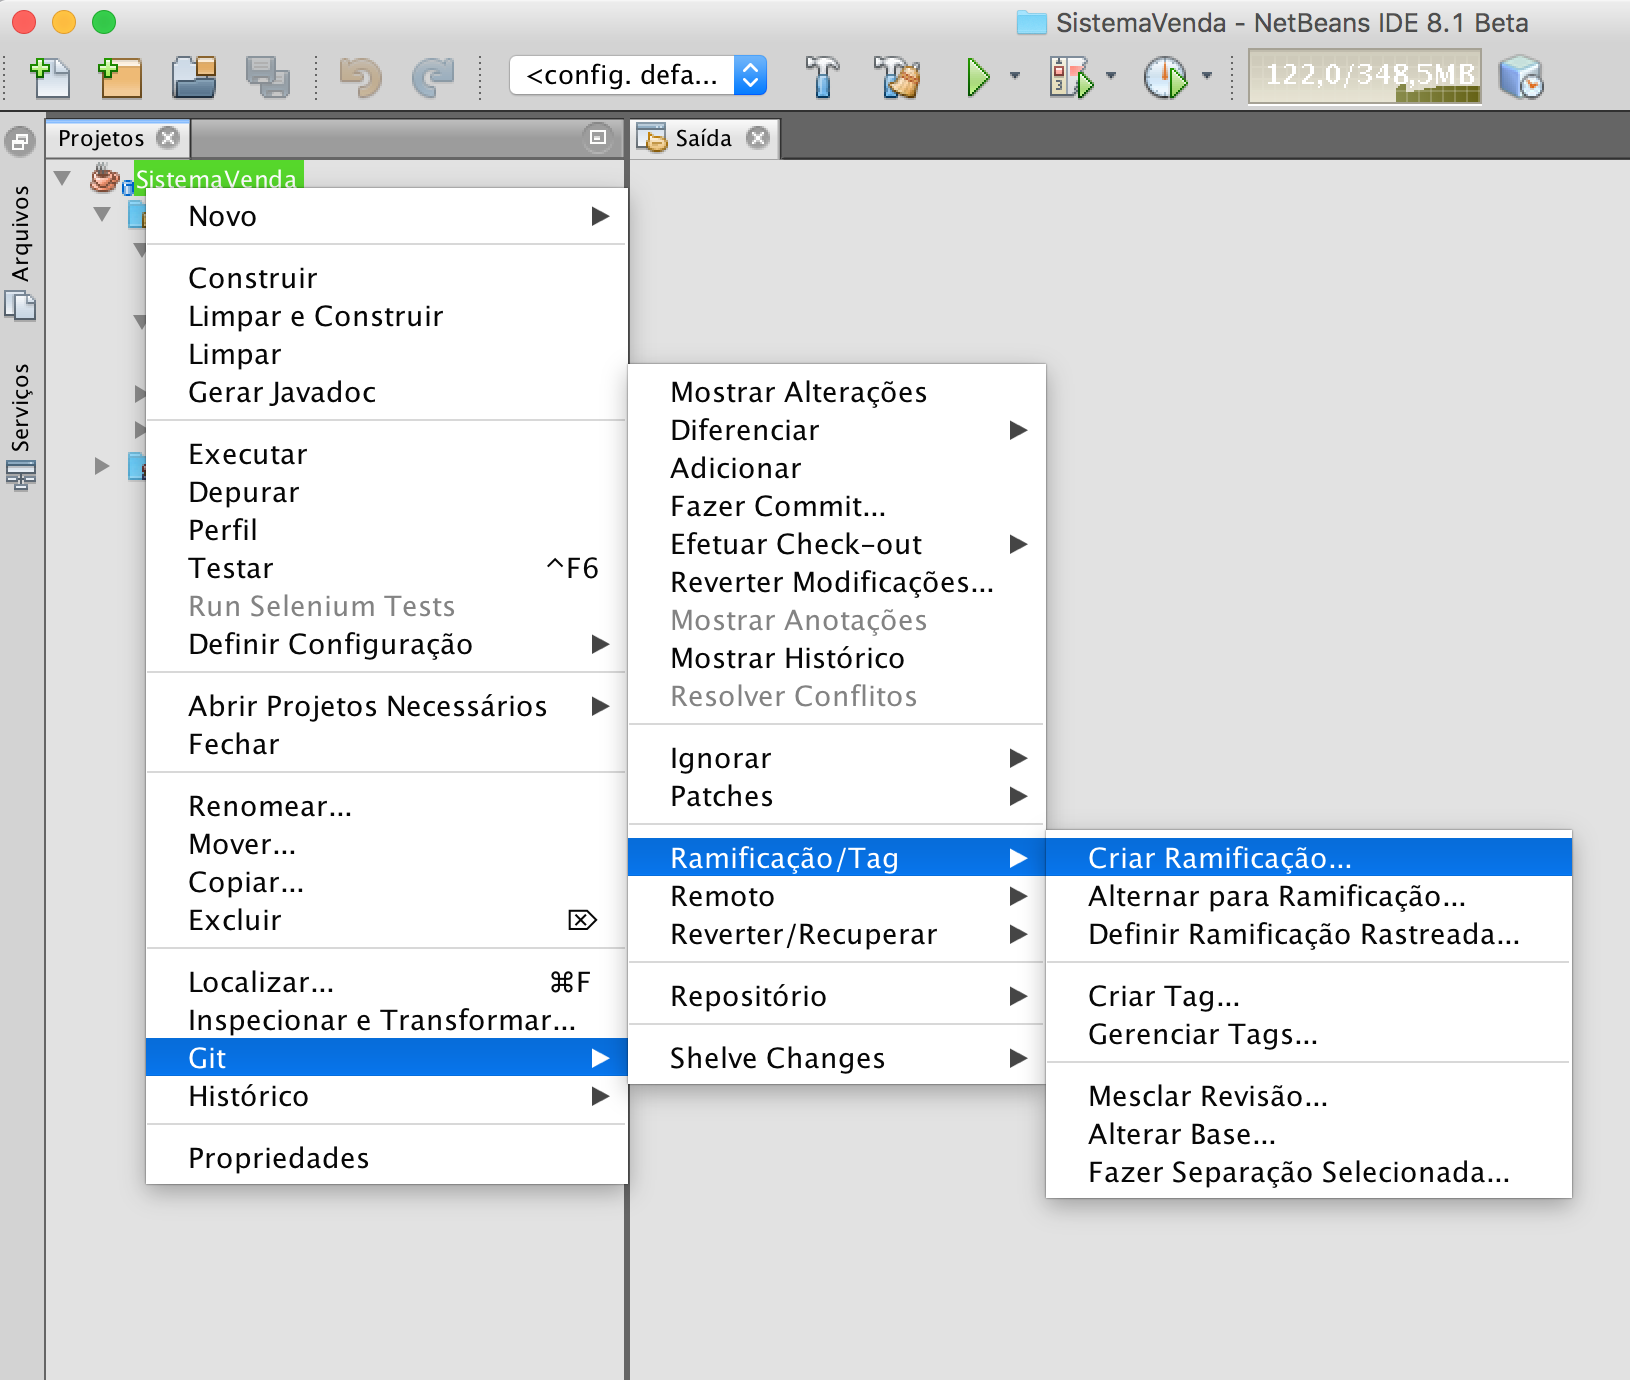 SistemaVenda - NetBeans IDE 8.1 Beta
<config. defa...
122,0/348,5MB
Projetos
Saída
Arquivos
Serviços
SistemaVenda
Novo
Construir
Limpar e Construir
Limpar
Gerar Javadoc
Executar
Depurar
Perfil
Testar ^F6
Run Selenium Tests
Definir Configuração
Abrir Projetos Necessários
Fechar
Renomear...
Mover...
Copiar...
Excluir ⌦
Localizar... ⌘F
Inspecionar e Transformar...
Git
Histórico
Propriedades
Mostrar Alterações
Diferenciar
Adicionar
Fazer Commit...
Efetuar Check-out
Reverter Modificações...
Mostrar Anotações
Mostrar Histórico
Resolver Conflitos
Ignorar
Patches
Ramificação/Tag
Remoto
Reverter/Recuperar
Repositório
Shelve Changes
Criar Ramificação...
Alternar para Ramificação...
Definir Ramificação Rastreada...
Criar Tag...
Gerenciar Tags...
Mesclar Revisão...
Alterar Base...
Fazer Separação Selecionada...